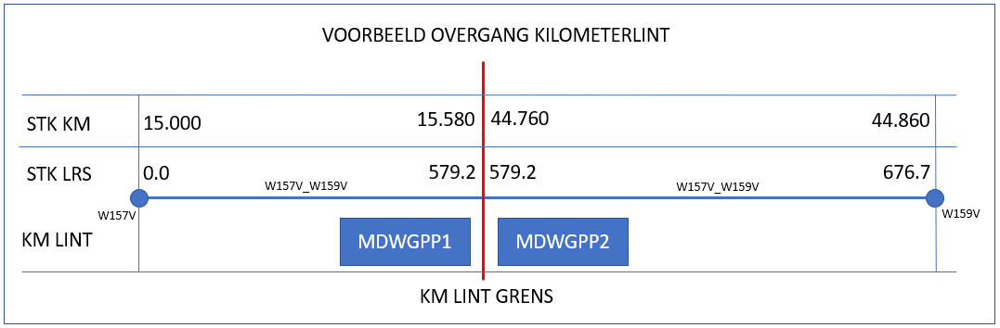 VOORBEELD OVERGANG KILOMETERLINT
STK KM 15.000 15.580 44.760 44.860
STK LRS 0.0 579.2 579.2 676.7
W157V_W159V W157V_W159V
W157V W159V
KM LINT MDWGPP1 MDWGPP2
KM LINT GRENS